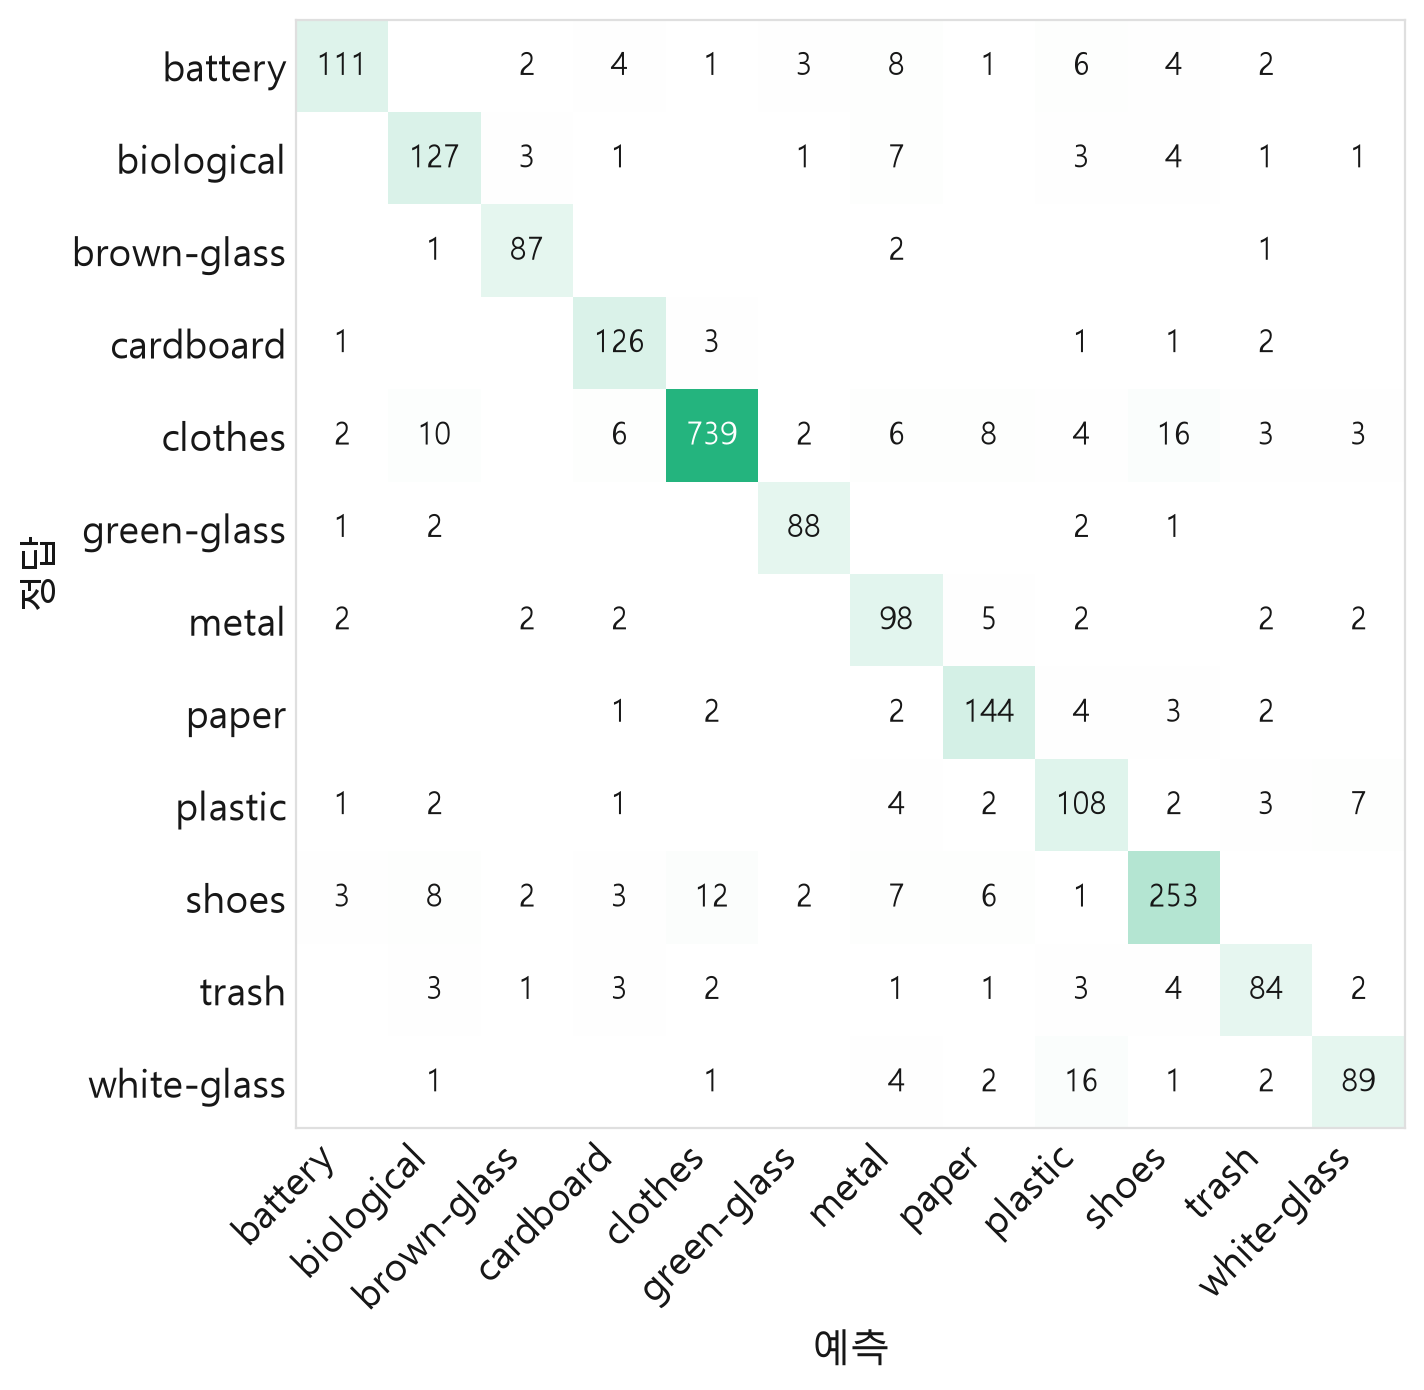 battery 111 2 4 1 3 8 1 6 4 2
biological 127 3 1 1 7 3 4 1 1
brown-glass 1 87 2 1
cardboard 1 126 3 1 1 2
clothes 2 10 6 739 2 6 8 4 16 3 3
green-glass 1 2 88 2 1
metal 2 2 2 98 5 2 2 2
paper 1 2 2 144 4 3 2
plastic 1 2 1 4 2 108 2 3 7
shoes 3 8 2 3 12 2 7 6 1 253
trash 3 1 3 2 1 1 3 4 84 2
white-glass 1 1 4 2 16 1 2 89
정답
battery biological brown-glass cardboard clothes green-glass metal paper plastic shoes trash white-glass
예측